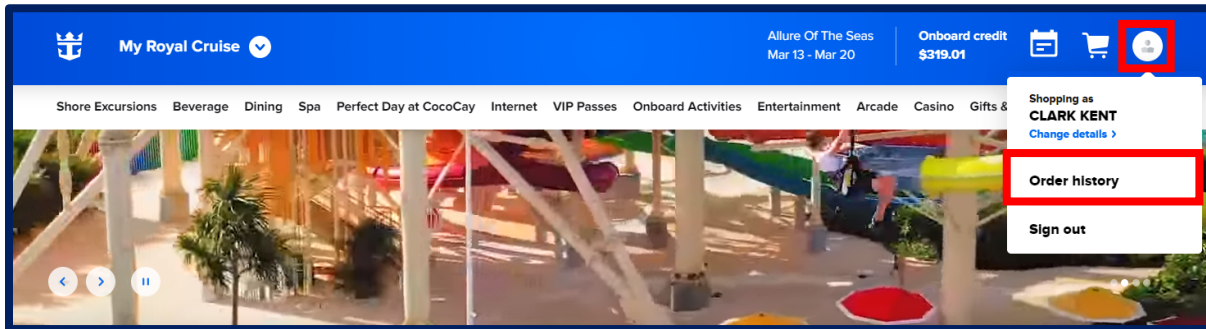 My Royal Cruise
Allure Of The Seas
Mar 13 - Mar 20
Onboard credit
$319.01
Shore Excursions Beverage Dining Spa Perfect Day at CocoCay Internet VIP Passes Onboard Activities Entertainment Arcade Casino Gifts &
Shopping as
CLARK KENT
Change details >
Order history
Sign out